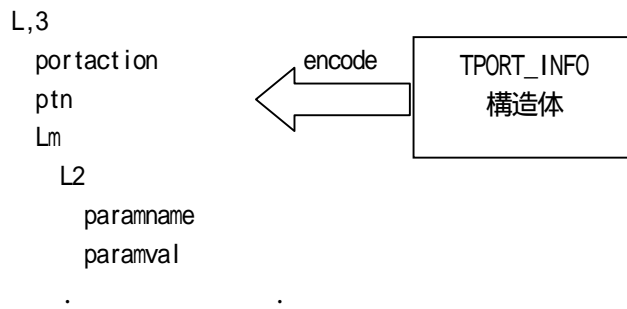 L,3
portaction
encode
TPORT_INFO
構造体
ptn
Lm
L2
paramname
paramval
. .